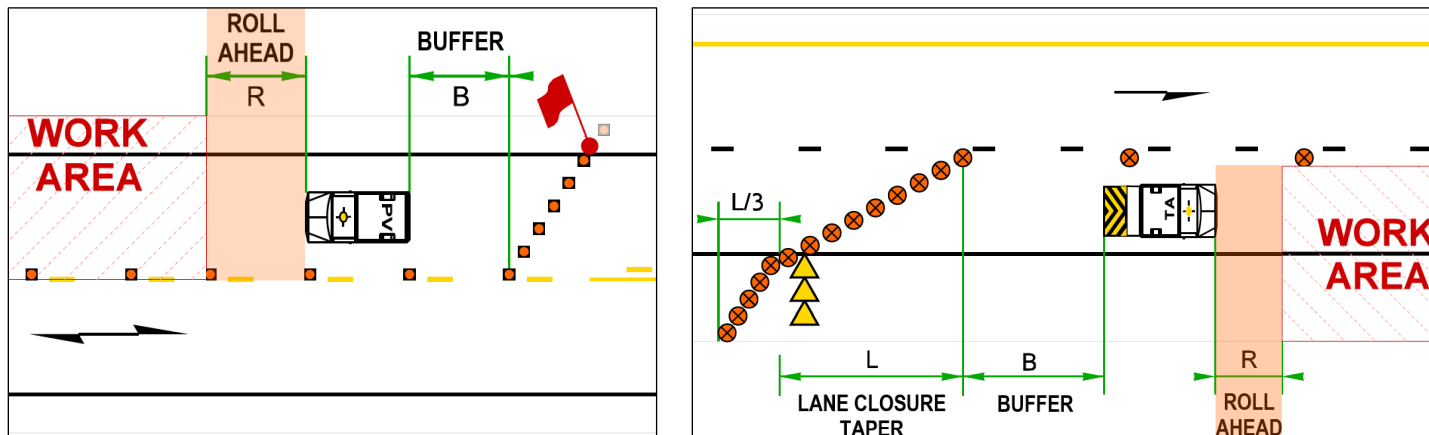 ROLL
AHEAD
BUFFER
R
B
WORK
AREA
PV
L/3
TA
WORK
AREA
L
B
R
LANE CLOSURE
TAPER
BUFFER
ROLL
AHEAD